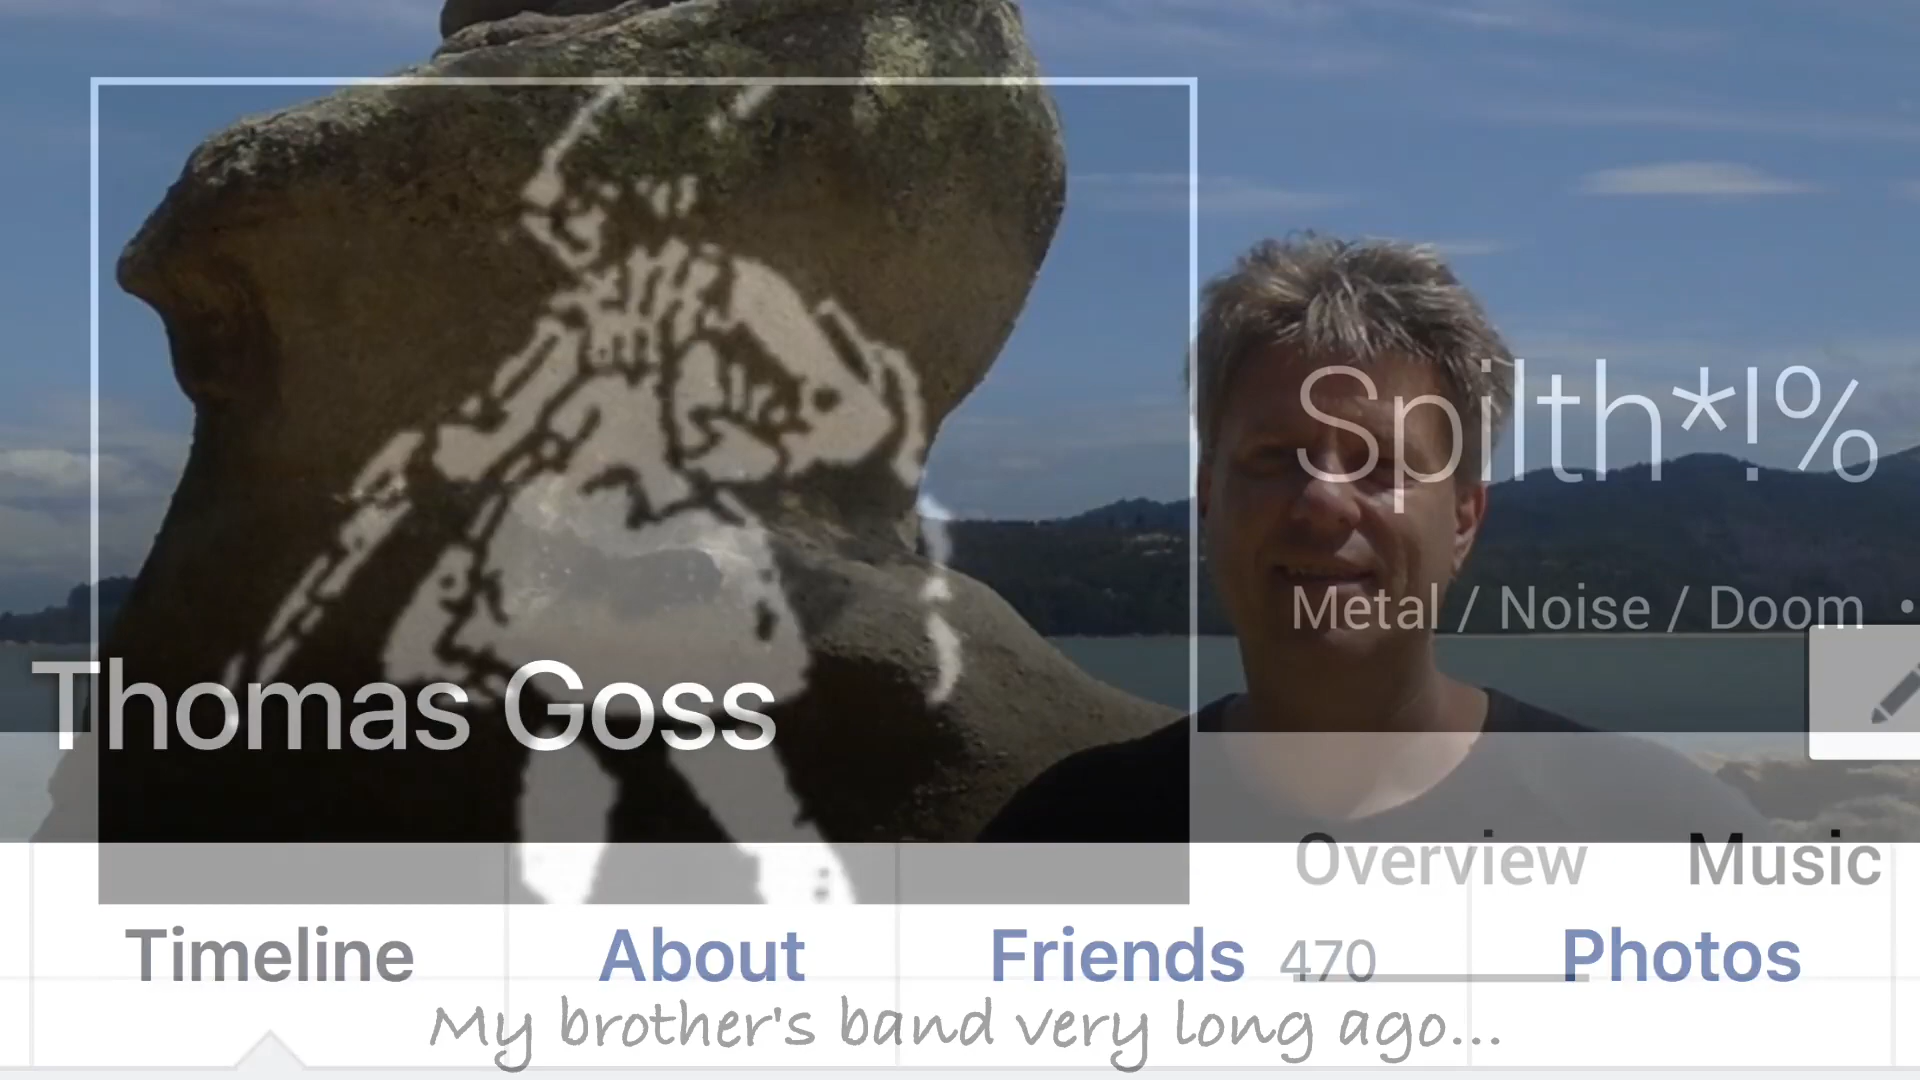 Spilth*!%
Metal / Noise / Doom •
Thomas Goss
Overview Music
Timeline About Friends 470 Photos
My brother's band very long ago...